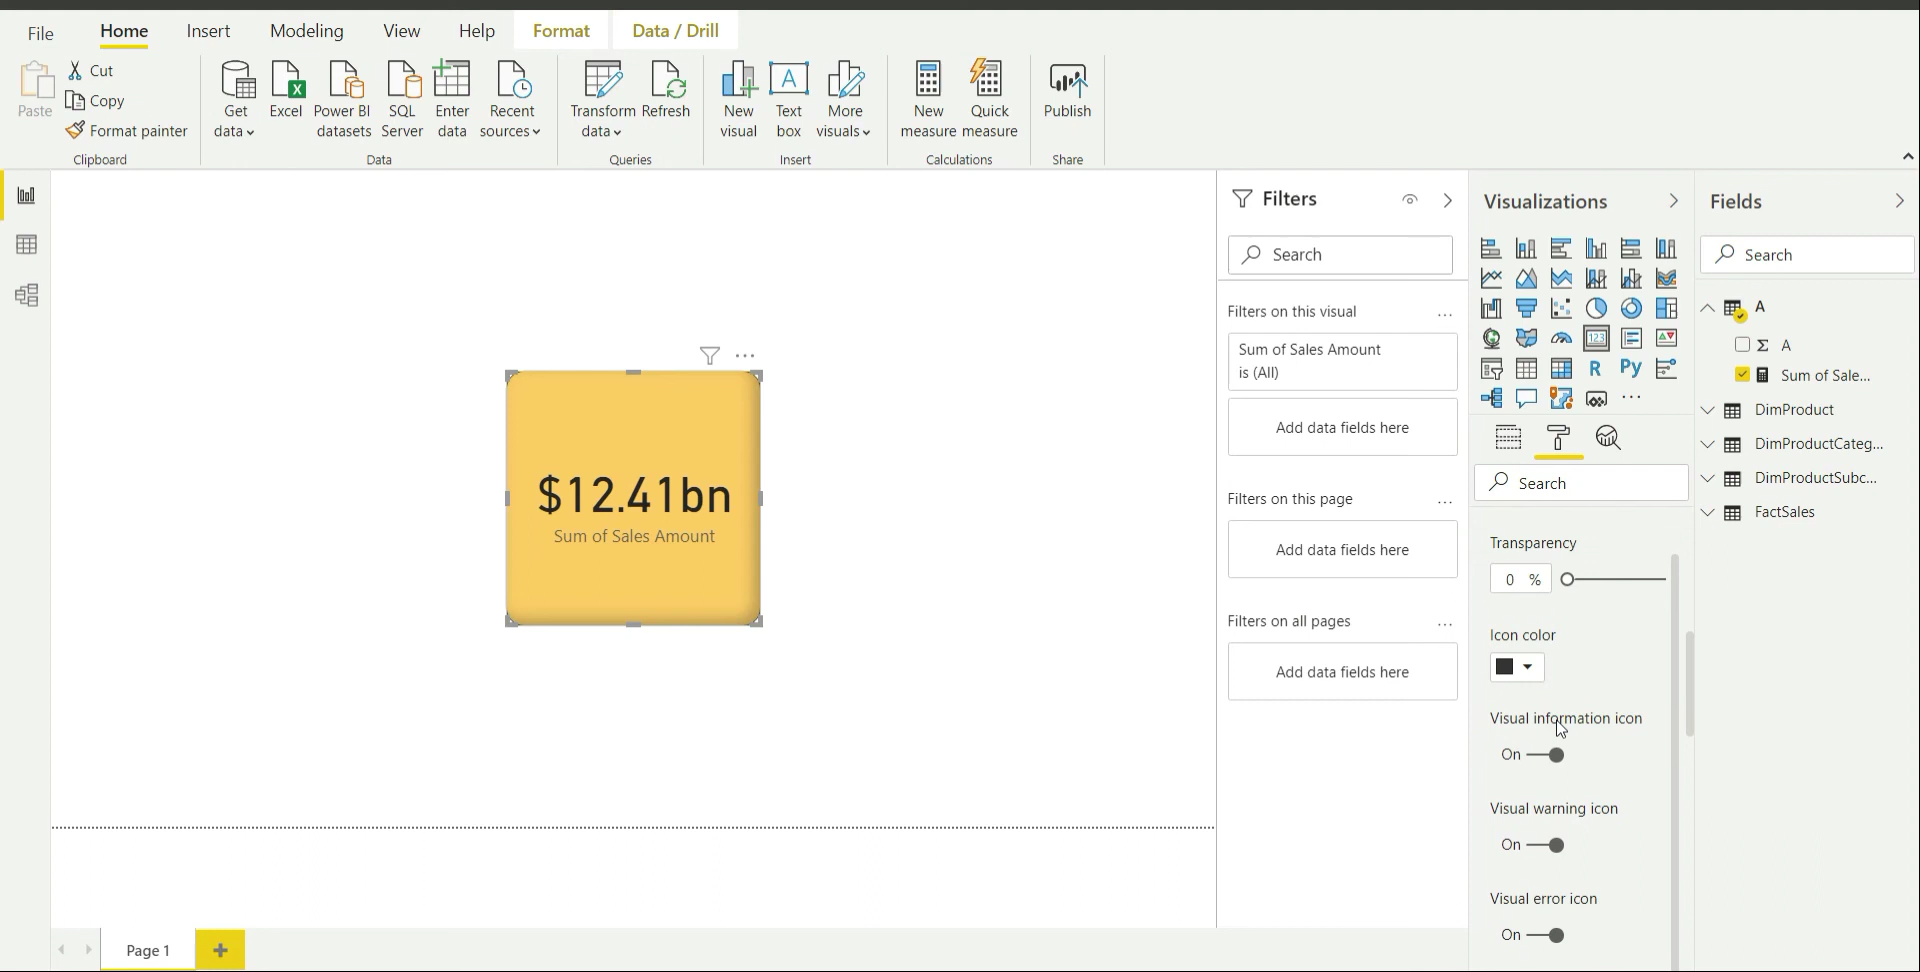 File Home Insert Modeling View Help Format Data / Drill
Paste
Cut
Copy
Format painter
Clipboard
Get data
Excel
Power BI datasets
SQL Server
Enter data
Recent sources
Data
Transform data
Refresh
Queries
New visual
A
Text box
More visuals
Insert
New measure
Quick measure
Calculations
Publish
Share
$12.41bn
Sum of Sales Amount
Page 1
Filters
Search
Filters on this visual
Sum of Sales Amount
is (All)
Add data fields here
Filters on this page
Add data fields here
Filters on all pages
Add data fields here
Visualizations
123
R
Py
Search
Transparency
0 %
Icon color
Visual information icon
On
Visual warning icon
On
Visual error icon
On
Fields
Search
A
Σ A
Sum of Sale...
DimProduct
DimProductCateg...
DimProductSubc...
FactSales